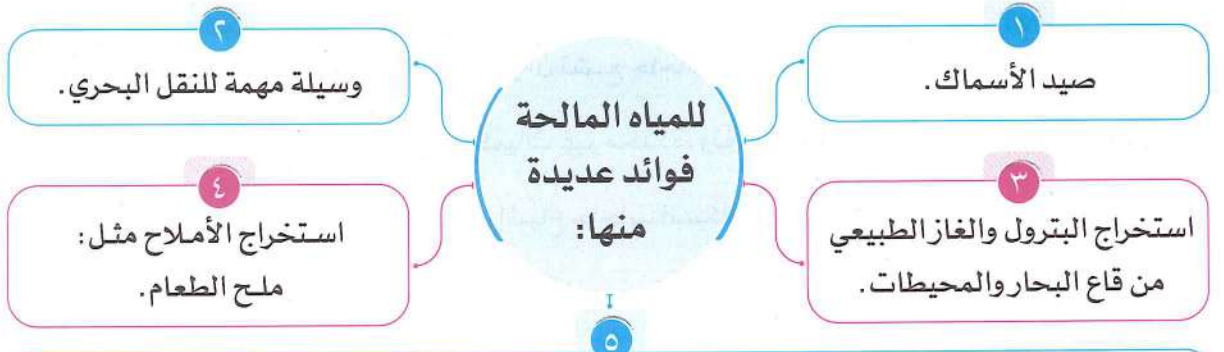 للمياه المالحة
فوائد عديدة
منها:
١
صيد الأسماك.
٢
وسيلة مهمة للنقل البحري.
٣
استخراج البترول والغاز الطبيعي
من قاع البحار والمحيطات.
٤
استخراج الأملاح مثل:
ملح الطعام.
٥